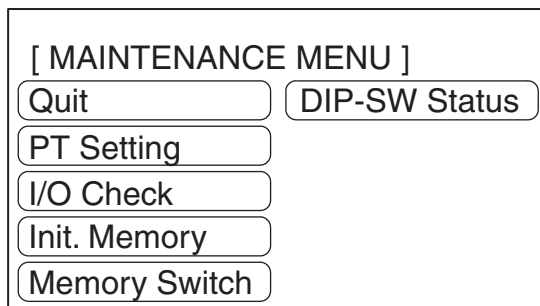 [ MAINTENANCE MENU ]
Quit
DIP-SW Status
PT Setting
I/O Check
Init. Memory
Memory Switch